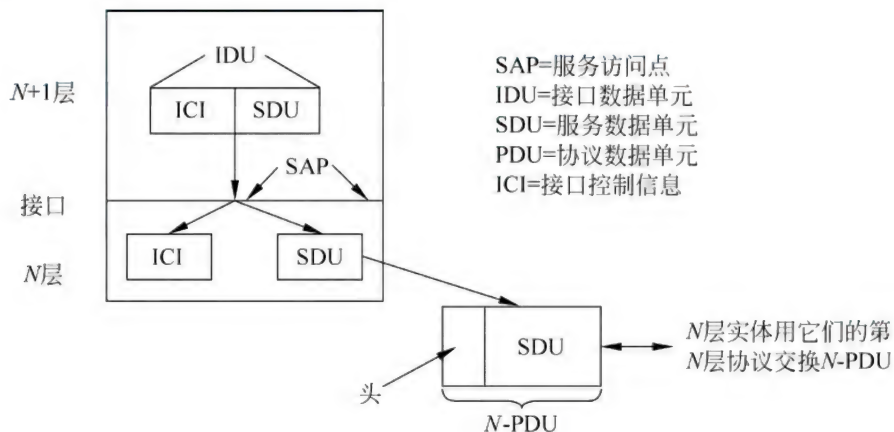 IDU
N+1层
ICI
SDU
SAP
接口
ICI
SDU
N层
SAP=服务访问点
IDU=接口数据单元
SDU=服务数据单元
PDU=协议数据单元
ICI=接口控制信息
SDU
头
N-PDU
N层实体用它们的第
N层协议交换N-PDU